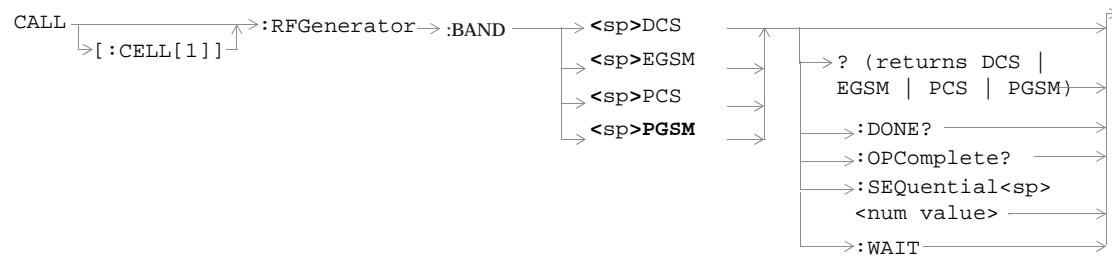 CALL :RFGenerator :BAND <sp>DCS
[:CELL[1]]
<sp>EGSM
<sp>PCS
<sp>PGSM
? (returns DCS |
EGSM | PCS | PGSM)
:DONE?
:OPComplete?
:SEQuential<sp>
<num value>
:WAIT